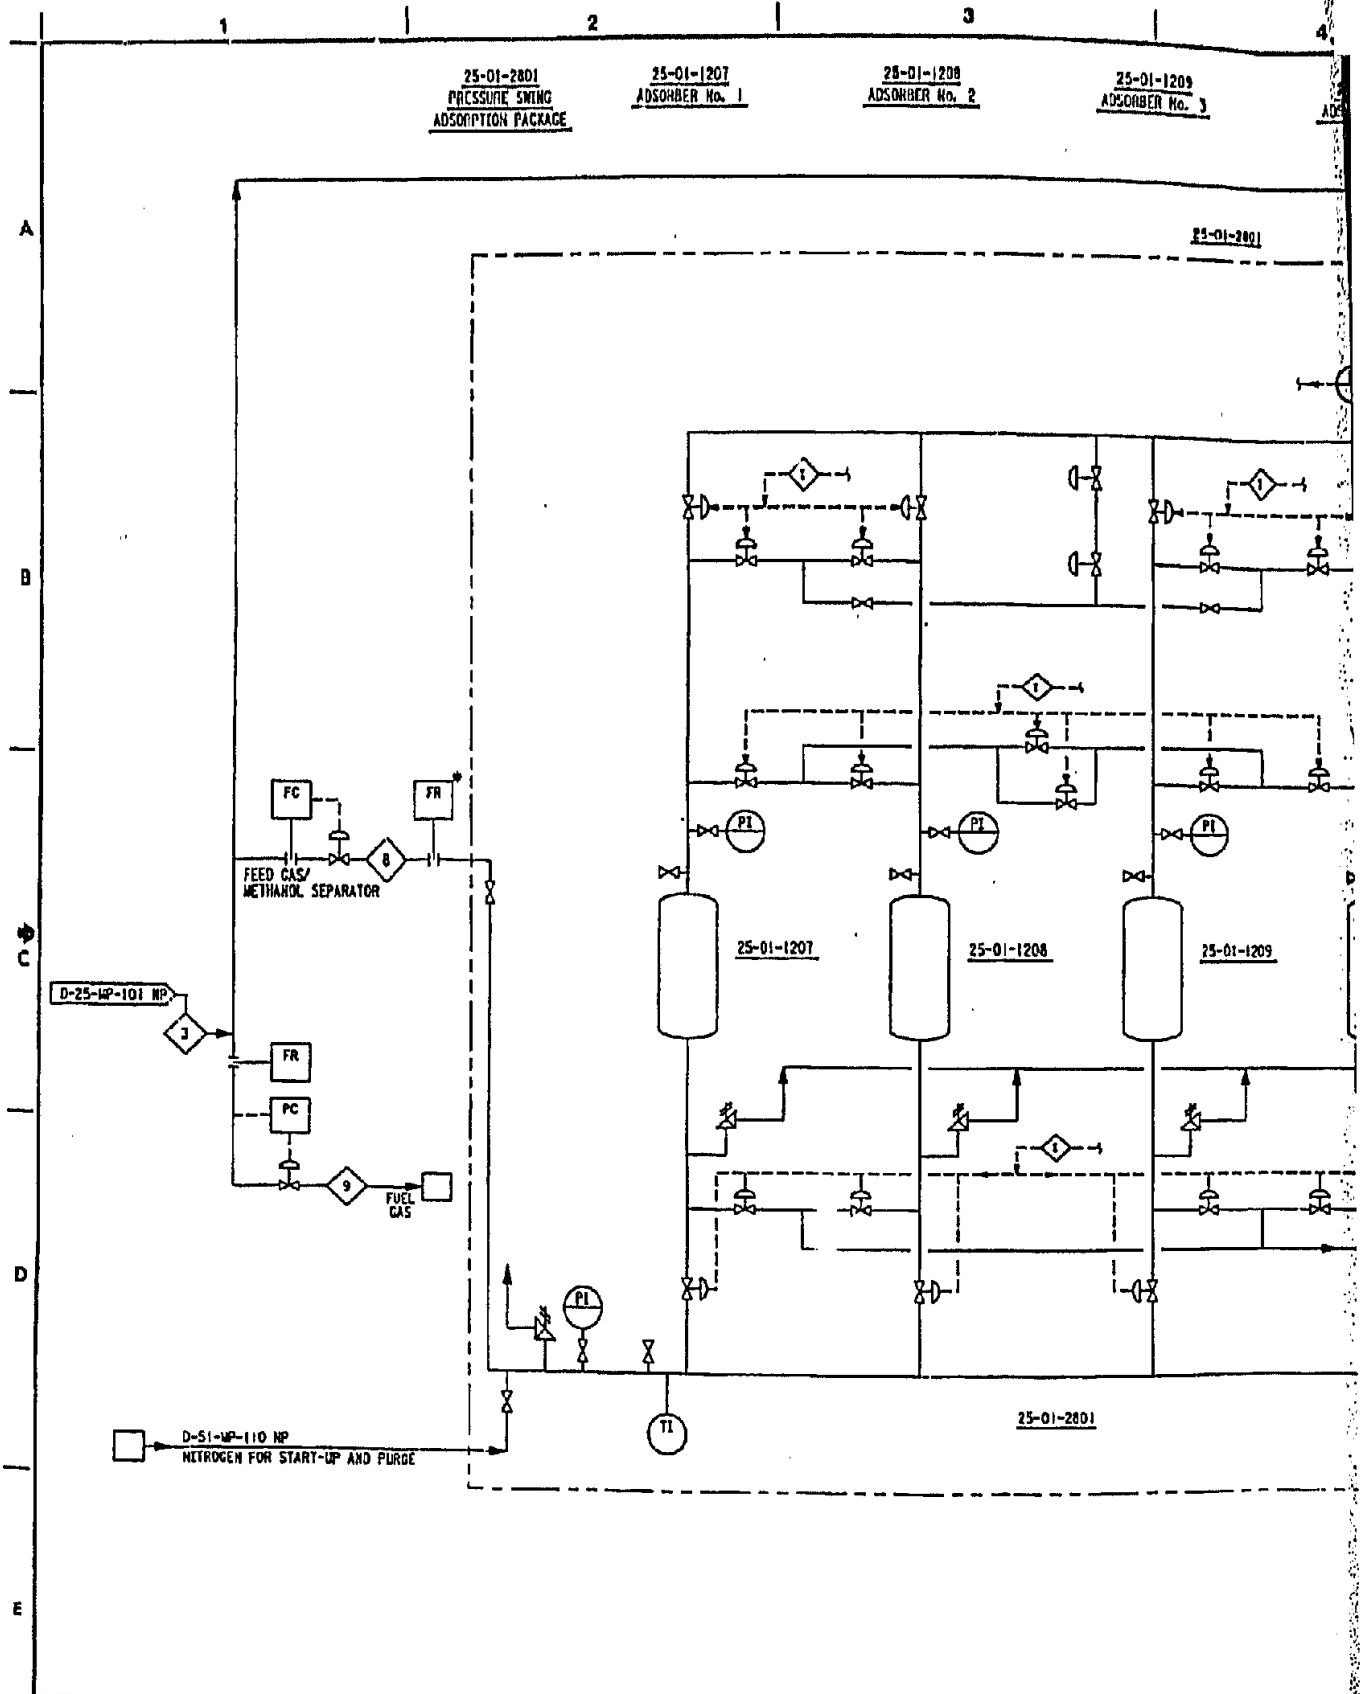 1
2
3
4
25-01-2801
PRESSURE SWING
ADSORPTION PACKAGE
25-01-1207
ADSORBER No. 1
25-01-1208
ADSORBER No. 2
25-01-1209
ADSORBER No. 3
A
25-01-2801
I
I
B
I
FC
FR
*
PI
PI
PI
8
FEED GAS/
METHANOL SEPARATOR
C
25-01-1207
25-01-1208
25-01-1209
D-25-WP-101 NP
3
FR
PC
I
9
FUEL
GAS
D
PI
25-01-2801
TI
D-51-WP-110 NP
NITROGEN FOR START-UP AND PURGE
E